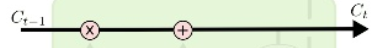 C_{t-1} × + C_t